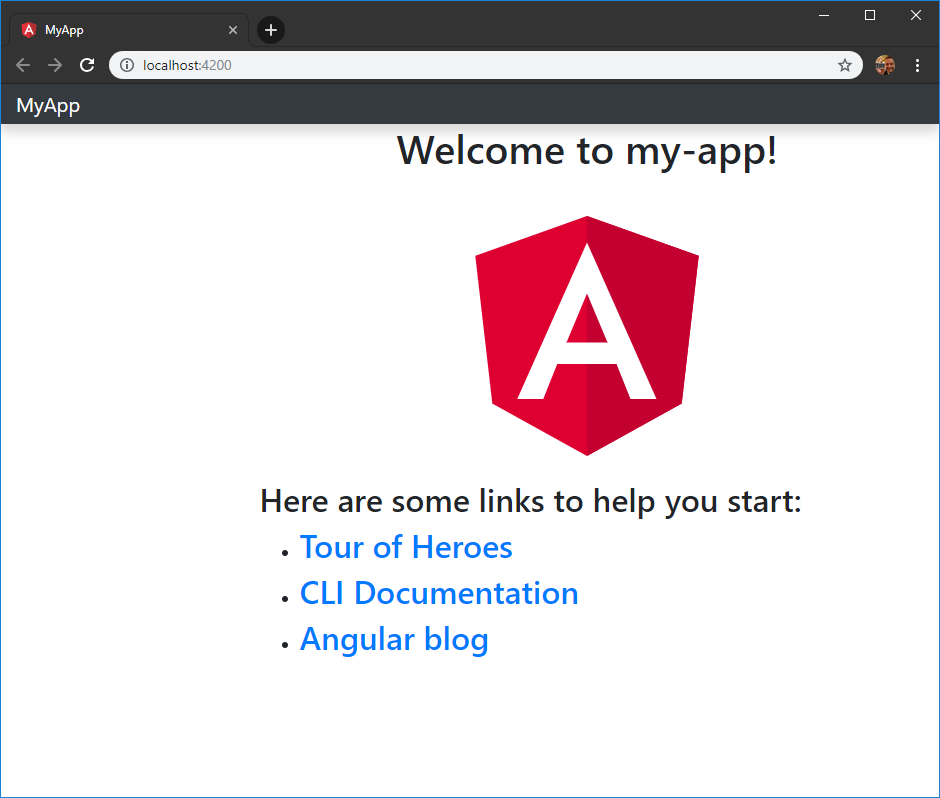 MyApp
localhost:4200
MyApp
Welcome to my-app!
A
Here are some links to help you start:
Tour of Heroes
CLI Documentation
Angular blog